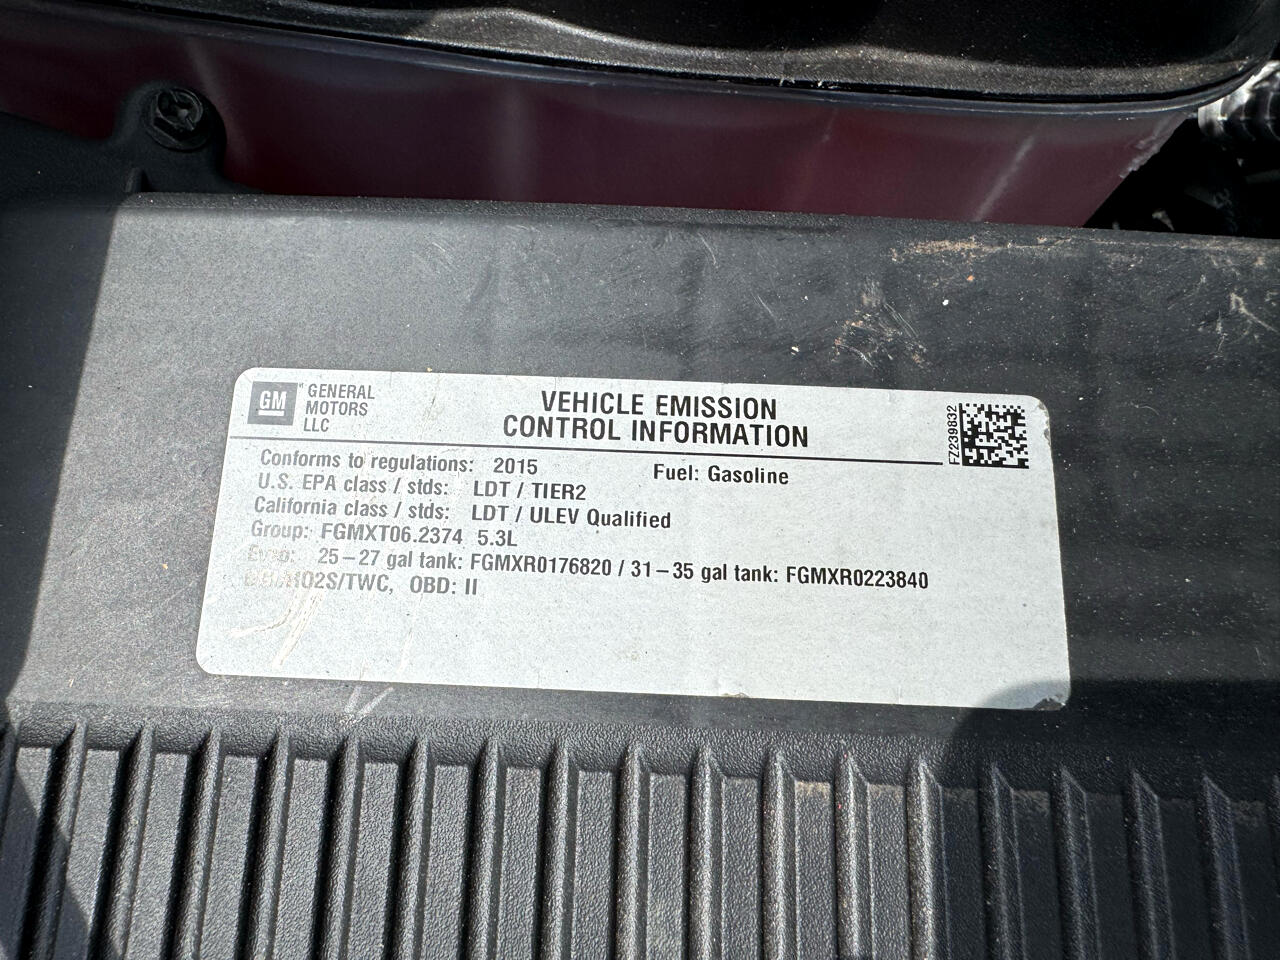 GM
GENERAL
MOTORS
LLC
VEHICLE EMISSION
CONTROL INFORMATION
FZ239832
Conforms to regulations: 2015 Fuel: Gasoline
U.S. EPA class / stds: LDT / TIER2
California class / stds: LDT / ULEV Qualified
Group: FGMXT06.2374 5.3L
Evap: 25-27 gal tank: FGMXR0176820 / 31-35 gal tank: FGMXR0223840
OBD: II